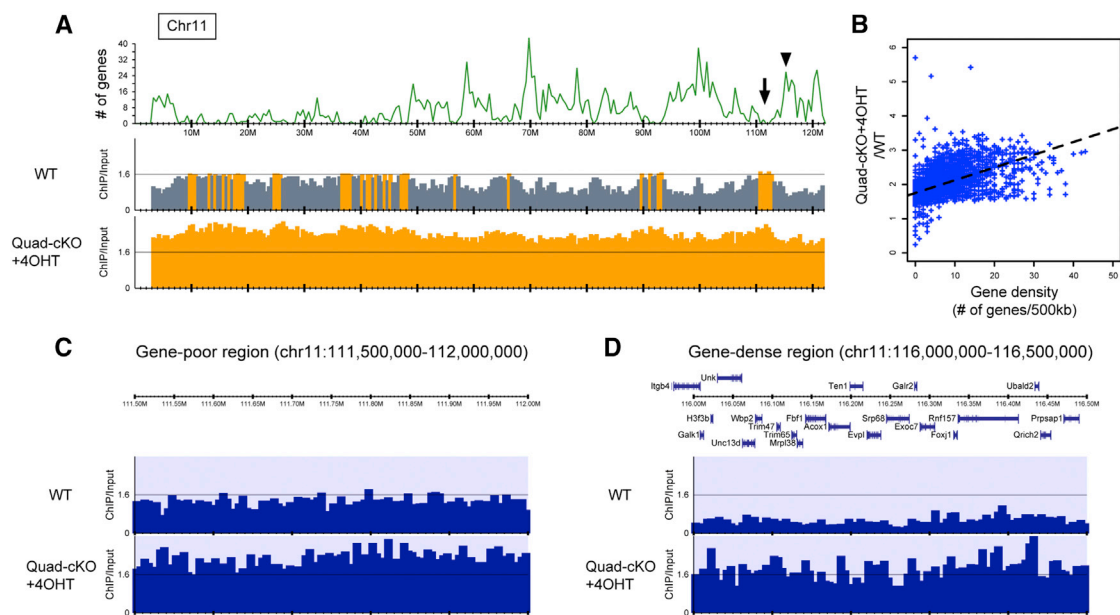 A
Chr11
# of genes
40
30
20
10
0
10M 20M 30M 40M 50M 60M 70M 80M 90M 100M 110M 120M
WT
ChIP/Input
1.6
0
Quad-cKO
+4OHT
ChIP/Input
1.6
0
B
Quad-cKO+4OHT
/WT
6
5
4
3
2
1
0
0 10 20 30 40 50
Gene density
(# of genes/500kb)
C
Gene-poor region (chr11:111,500,000-112,000,000)
111.50M 111.55M 111.60M 111.65M 111.70M 111.75M 111.80M 111.85M 111.90M 111.95M 112.00M
WT
ChIP/Input
1.6
0
Quad-cKO
+4OHT
ChIP/Input
1.6
0
D
Gene-dense region (chr11:116,000,000-116,500,000)
Unk
Itgb4 Ten1 Galr2 Ubald2
116.00M 116.05M 116.10M 116.15M 116.20M 116.25M 116.30M 116.35M 116.40M 116.45M 116.50M
H3f3b Wbp2 Fbf1 Srp68 Rnf157 Prpsap1
Trim47 Acox1 Exoc7
Galk1 Trim65 Evpl Foxj1 Qrich2
Unc13d Mrpl38
WT
ChIP/Input
1.6
0
Quad-cKO
+4OHT
ChIP/Input
1.6
0